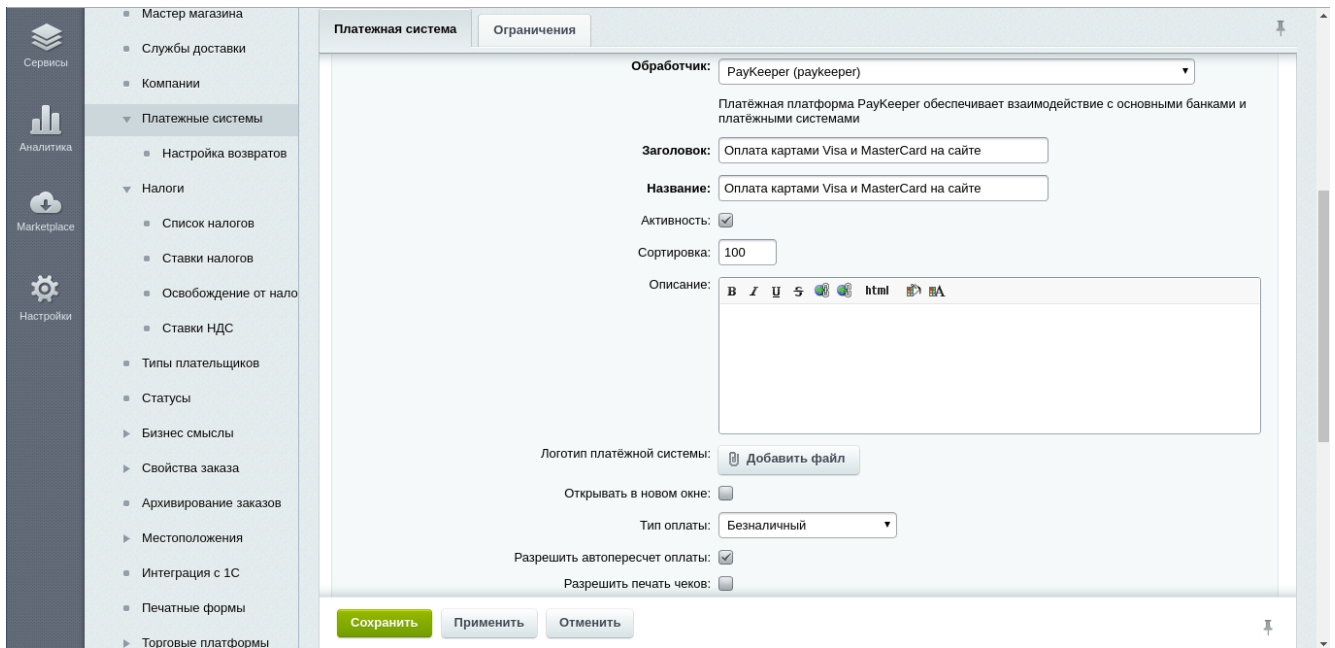 Сервисы
Аналитика
Marketplace
Настройки
Мастер магазина
Службы доставки
Компании
Платежные системы
Настройка возвратов
Налоги
Список налогов
Ставки налогов
Освобождение от нало
Ставки НДС
Типы плательщиков
Статусы
Бизнес смыслы
Свойства заказа
Архивирование заказов
Местоположения
Интеграция с 1С
Печатные формы
Торговые платформы
Платежная система Ограничения
Обработчик: PayKeeper (paykeeper)
Платёжная платформа PayKeeper обеспечивает взаимодействие с основными банками и
платёжными системами
Заголовок: Оплата картами Visa и MasterCard на сайте
Название: Оплата картами Visa и MasterCard на сайте
Активность:
Сортировка: 100
Описание: B I U S html A
Логотип платёжной системы: Добавить файл
Открывать в новом окне:
Тип оплаты: Безналичный
Разрешить автопересчет оплаты:
Разрешить печать чеков:
Сохранить Применить Отменить